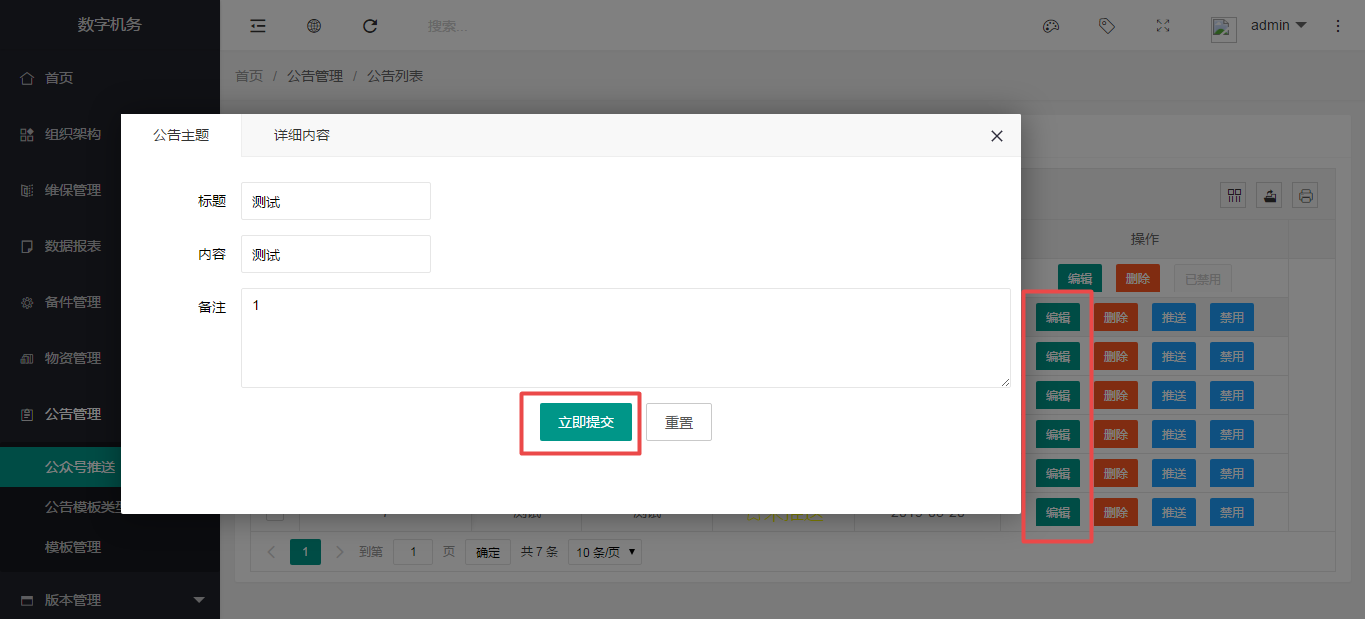 数字机务
搜索...
admin
首页
组织架构
维保管理
数据报表
备件管理
物资管理
公告管理
公众号推送
公告模板类型
模板管理
版本管理
首页 / 公告管理 / 公告列表
公告主题 详细内容
标题 测试
内容 测试
备注 1
立即提交 重置
操作
编辑 删除 已禁用
编辑 删除 推送 禁用
编辑 删除 推送 禁用
编辑 删除 推送 禁用
编辑 删除 推送 禁用
编辑 删除 推送 禁用
编辑 删除 推送 禁用
1 到第 1 页 确定 共 7 条 10 条/页